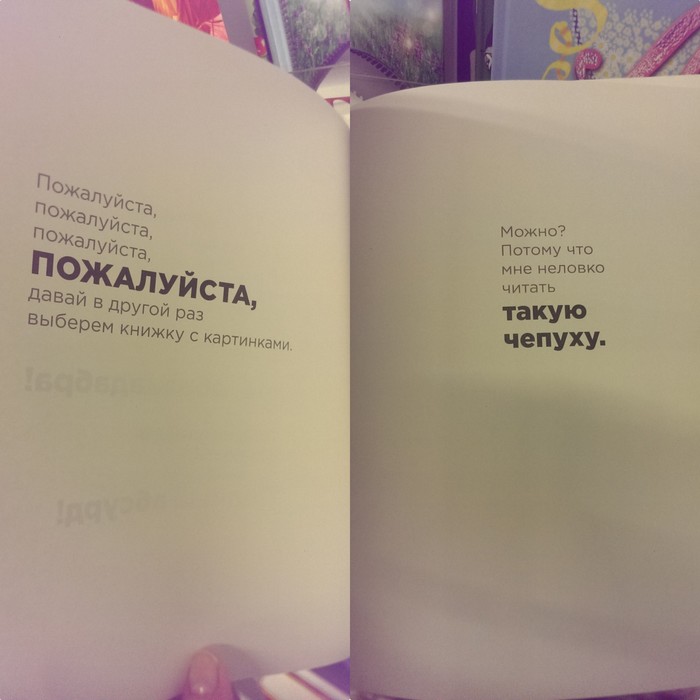 Пожалуйста,
пожалуйста,
пожалуйста,
ПОЖАЛУЙСТА,
давай в другой раз
выберем книжку с картинками.
Можно?
Потому что
мне неловко
читать
такую
чепуху.